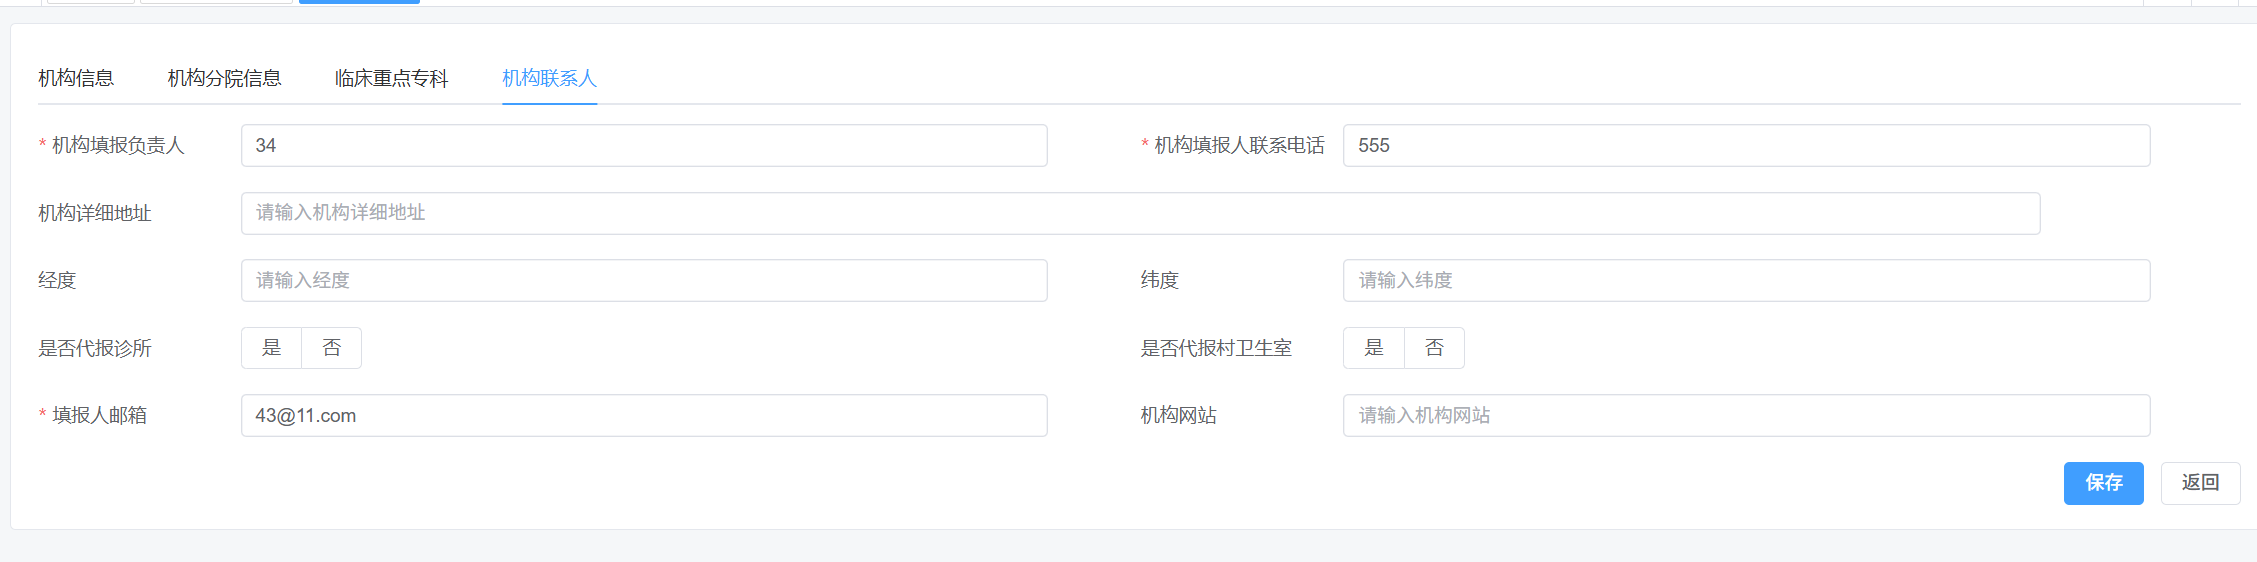 机构信息 机构分院信息 临床重点专科 机构联系人
* 机构填报负责人 34 * 机构填报人联系电话 555
机构详细地址 请输入机构详细地址
经度 请输入经度 纬度 请输入纬度
是否代报诊所 是 否 是否代报村卫生室 是 否
* 填报人邮箱 43@11.com 机构网站 请输入机构网站
保存 返回